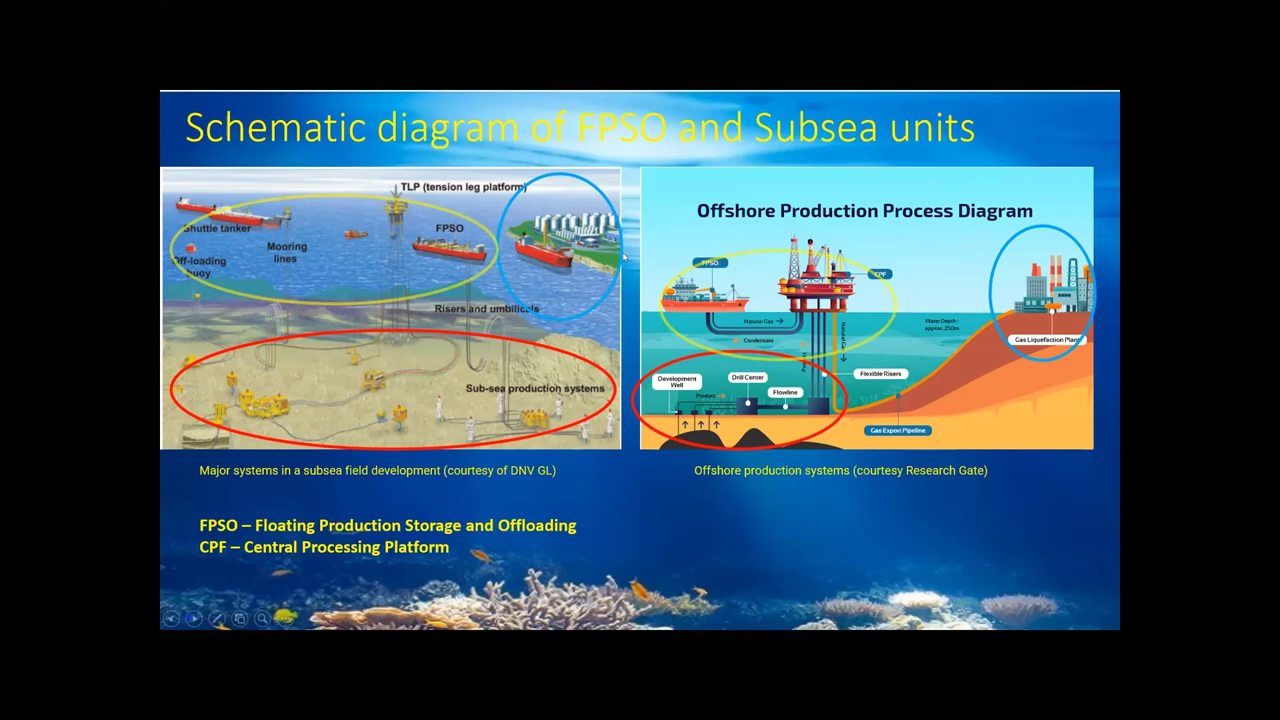 Schematic diagram of FPSO and Subsea units
TLP (tension leg platform)
Shuttle tanker
FPSO
Mooring
lines
Off-loading
buoy
Risers and umbilicals
Sub-sea production systems
Offshore Production Process Diagram
FPSO
CPF
Natural Gas
Condensate
Water Depth :
approx. 250m
Natural Gas
Product
Gas Liquefaction Plant
Flexible Risers
Development
Well
Drill Center
Flowline
Product
Gas Export Pipeline
Major systems in a subsea field development (courtesy of DNV GL)
Offshore production systems (courtesy Research Gate)
FPSO – Floating Production Storage and Offloading
CPF – Central Processing Platform